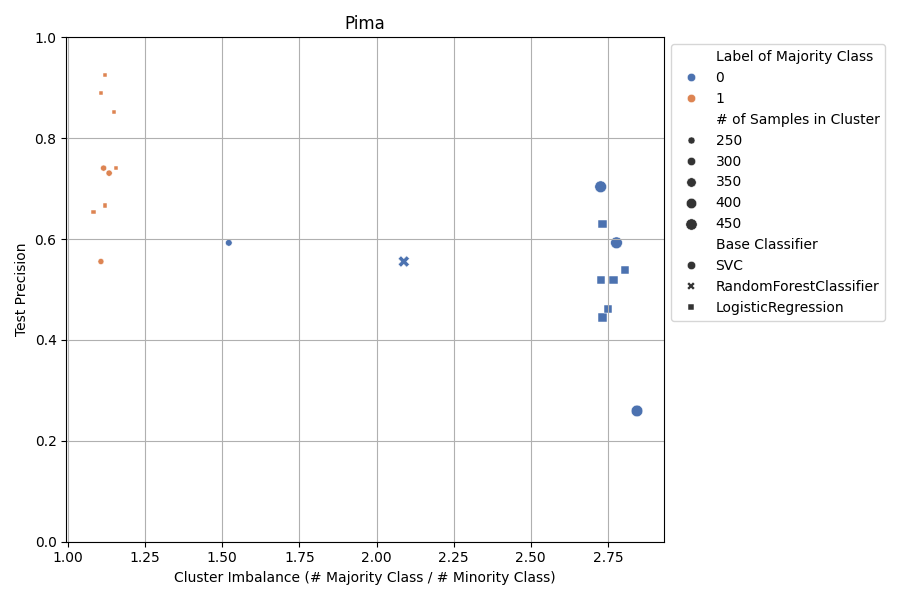 Pima
1.0
0.8
0.6
0.4
0.2
0.0
Test Precision
1.00 1.25 1.50 1.75 2.00 2.25 2.50 2.75
Cluster Imbalance (# Majority Class / # Minority Class)
Label of Majority Class
0
1
# of Samples in Cluster
250
300
350
400
450
Base Classifier
SVC
RandomForestClassifier
LogisticRegression